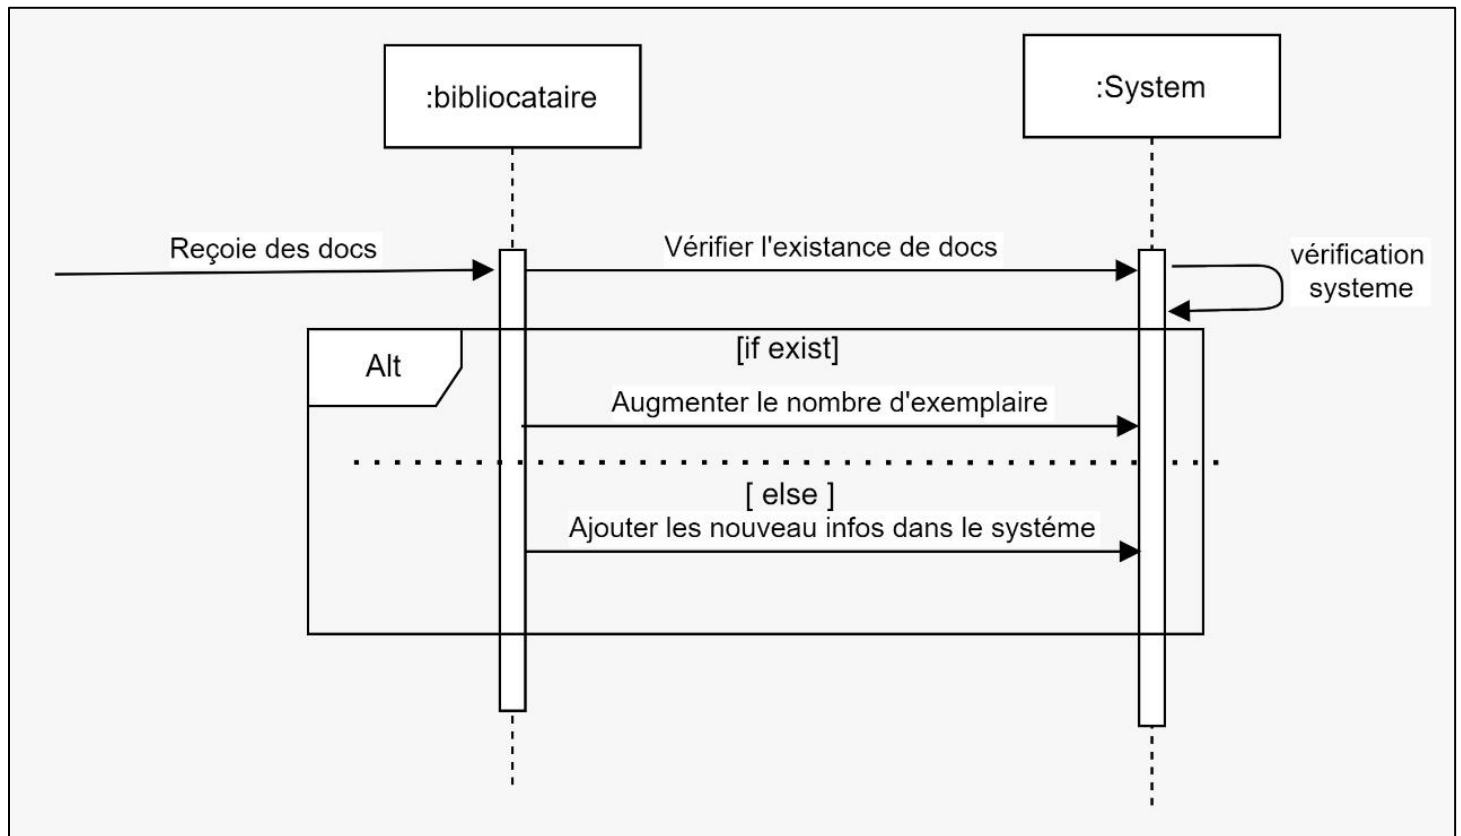 :bibliocataire
:System
Reçoie des docs
Vérifier l'existance de docs
vérification
systeme
Alt
[if exist]
Augmenter le nombre d'exemplaire
[ else ]
Ajouter les nouveau infos dans le systéme